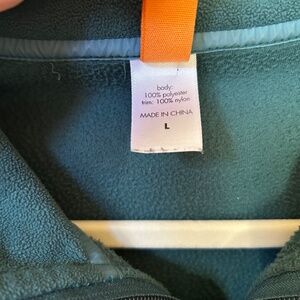 body:
100% polyester
trim: 100% nylon
MADE IN CHINA
L